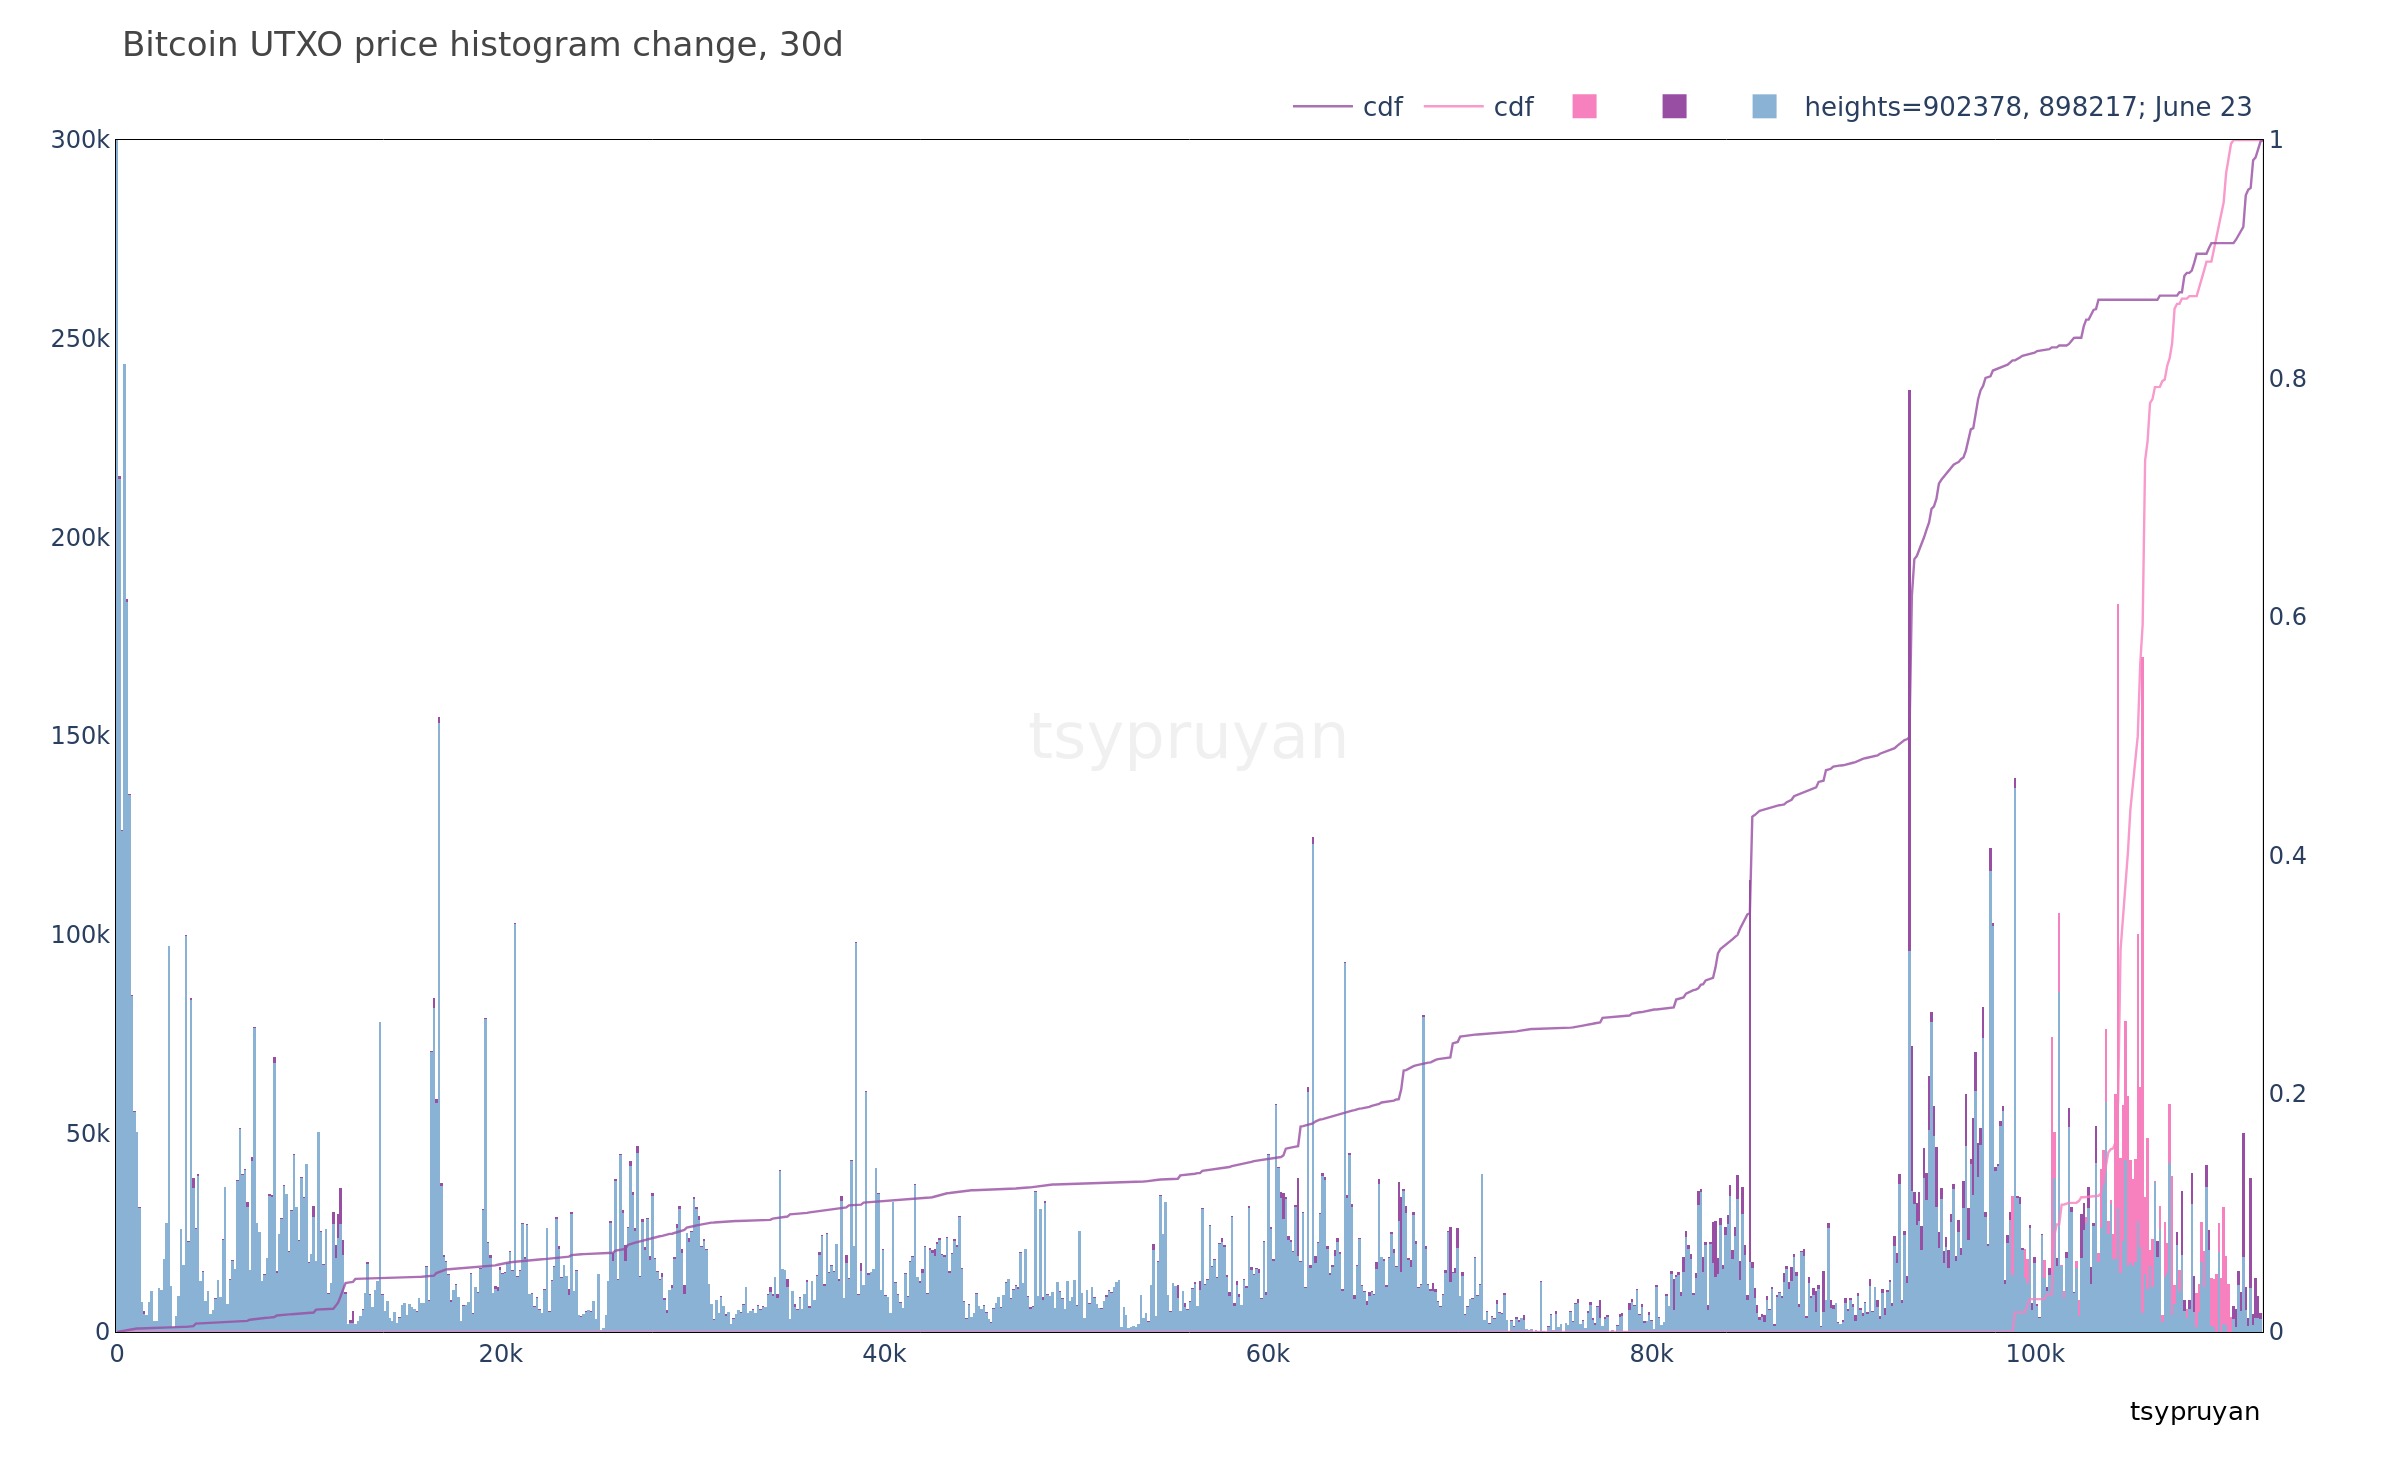 Bitcoin UTXO price histogram change, 30d
cdf cdf heights=902378, 898217; June 23
300k 1
250k
0.8
200k
0.6
150k
tsypruyan
0.4
100k
0.2
50k
0 0
0 20k 40k 60k 80k 100k
tsypruyan